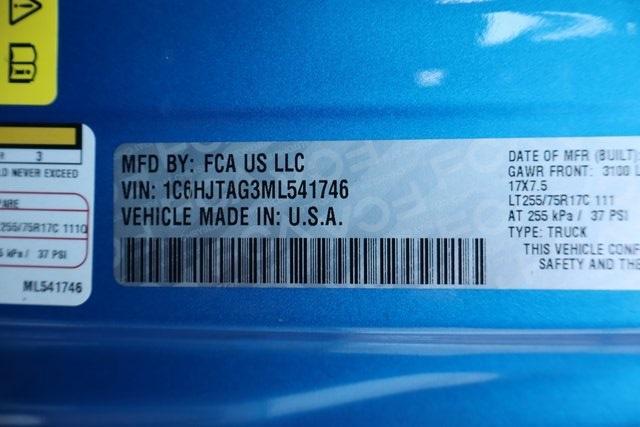 H 3
D NEVER EXCEED
ARE
255/75R17C 111Q
5 kPa / 37 PSI
ML541746
MFD BY: FCA US LLC
VIN: 1C6HJTAG3ML541746
VEHICLE MADE IN: U.S.A.
DATE OF MFR (BUILT):
GAWR FRONT: 3100 L
17X7.5
LT255/75R17C 111
AT 255 kPa / 37 PSI
TYPE: TRUCK
THIS VEHICLE CONF
SAFETY AND THE